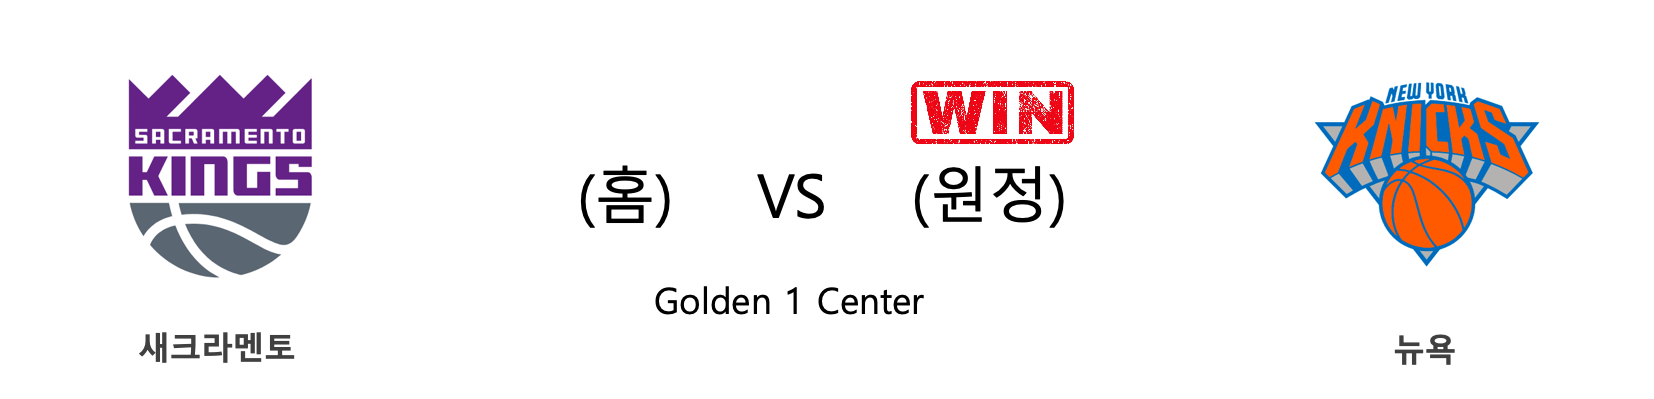 SACRAMENTO
KINGS
WIN
(홈) VS (원정)
Golden 1 Center
NEW YORK
KNICKS
새크라멘토
뉴욕